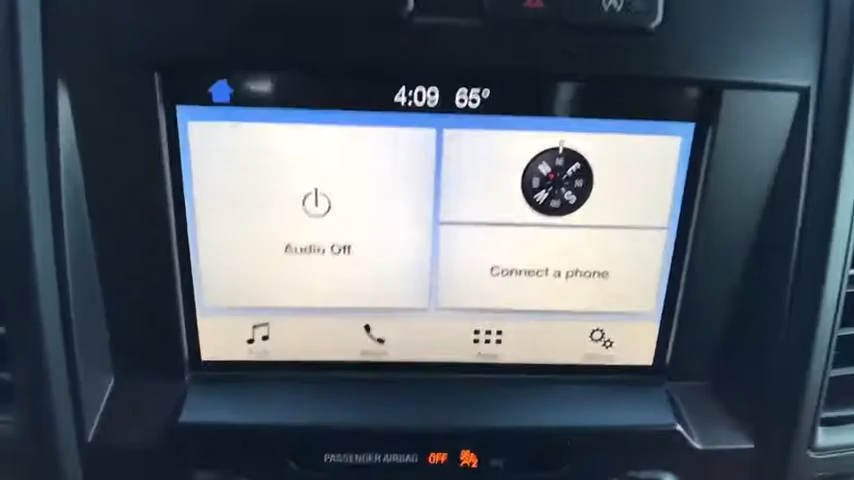 4:09 65°
N E
W S
Audio Off
Connect a phone
PASSENGER AIRBAG OFF